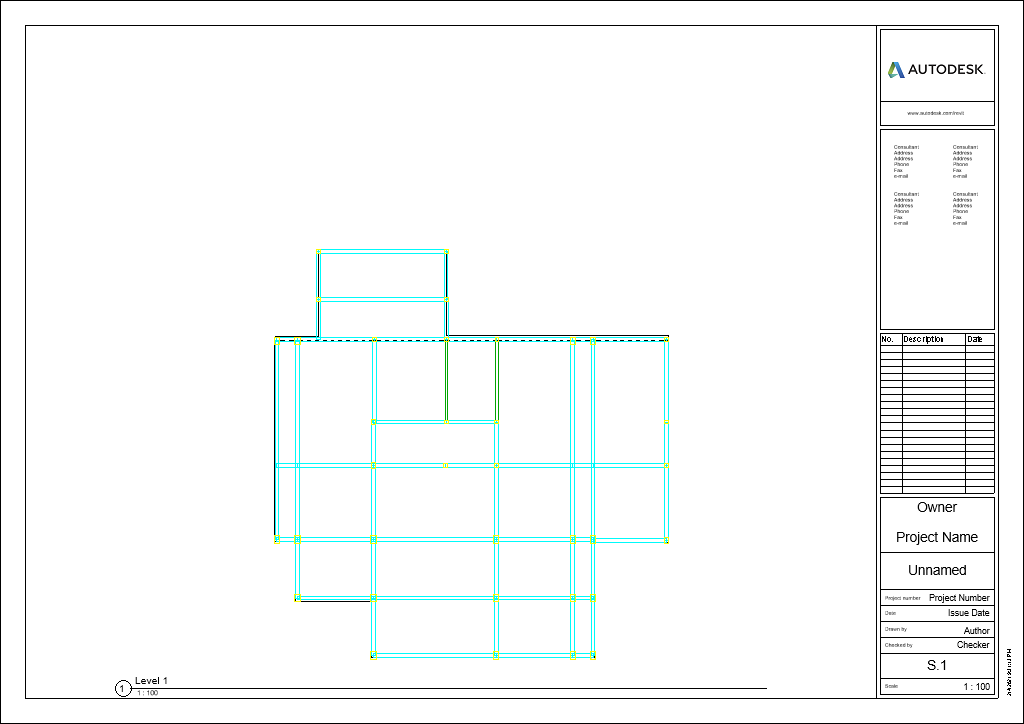 AUTODESK.
www.autodesk.com/revit
Consultant
Address
Address
Phone
Fax
e-mail
Consultant
Address
Address
Phone
Fax
e-mail
Consultant
Address
Address
Phone
Fax
e-mail
Consultant
Address
Address
Phone
Fax
e-mail
No. Description Date
Owner
Project Name
Unnamed
Project number Project Number
Date Issue Date
Drawn by Author
Checked by Checker
S.1
Scale 1 : 100
1 Level 1
1 : 100